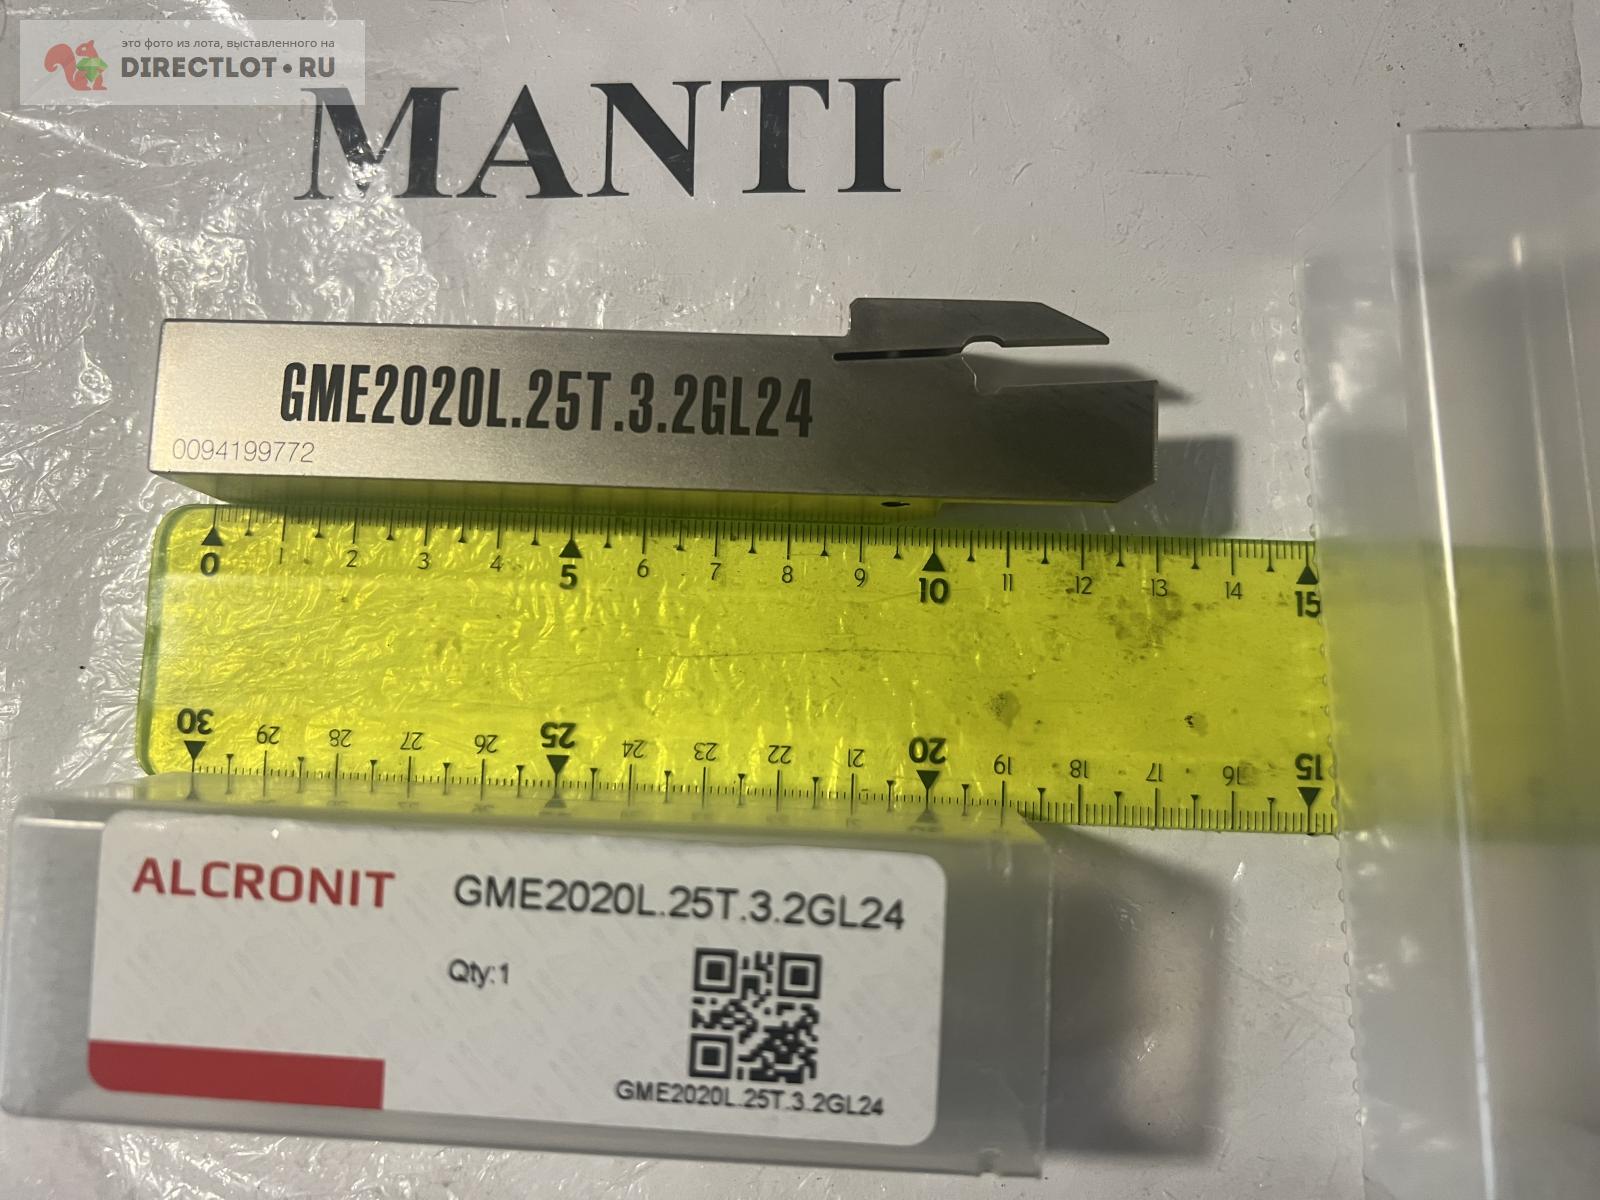 это фото из лота, выставленного на
DIRECTLOT.RU
MANTI
GME2020L.25T.3.2GL24
0094199772
0 1 2 3 4 5 6 7 8 9 10 11 12 13 14 15
30 29 28 27 26 25 24 23 22 21 20 19 18 17 16 15
ALCRONIT
GME2020L.25T.3.2GL24
Qty:1
GME2020L.25T.3.2GL24